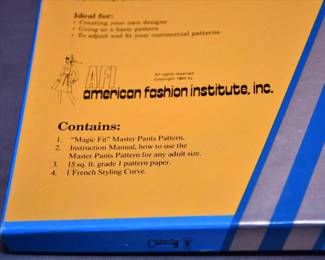 Ideal for:
• Creating your own designs
• Using as a basic pattern
• To adjust and fit your commercial patterns
AFI
All rights reserved
Copyright
american fashion institute, inc.
Contains:
1. "Magic Fit" Master Pants Pattern.
2. Instruction Manual, how to use the
Master Pants Pattern for any adult size.
3. 15 sq. ft. grade 1 pattern paper.
4. 1 French Styling Curve.